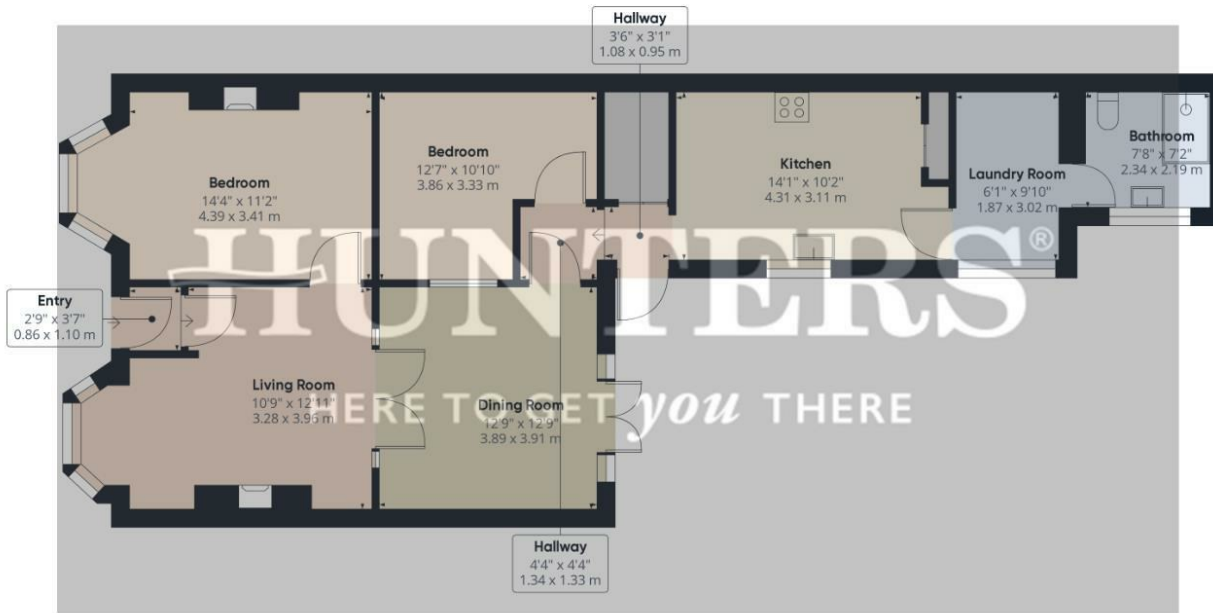 Hallway
3'6" x 3'1"
1.08 x 0.95 m
Bedroom
14'4" x 11'2"
4.39 x 3.41 m
Bedroom
12'7" x 10'10"
3.86 x 3.33 m
Kitchen
14'1" x 10'2"
4.31 x 3.11 m
Laundry Room
6'1" x 9'10"
1.87 x 3.02 m
Bathroom
7'8" x 7'2"
2.34 x 2.19 m
Entry
2'9" x 3'7"
0.86 x 1.10 m
HUNTERS®
HERE TO GET you THERE
Living Room
10'9" x 12'11"
3.28 x 3.96 m
Dining Room
12'9" x 12'9"
3.89 x 3.91 m
Hallway
4'4" x 4'4"
1.34 x 1.33 m